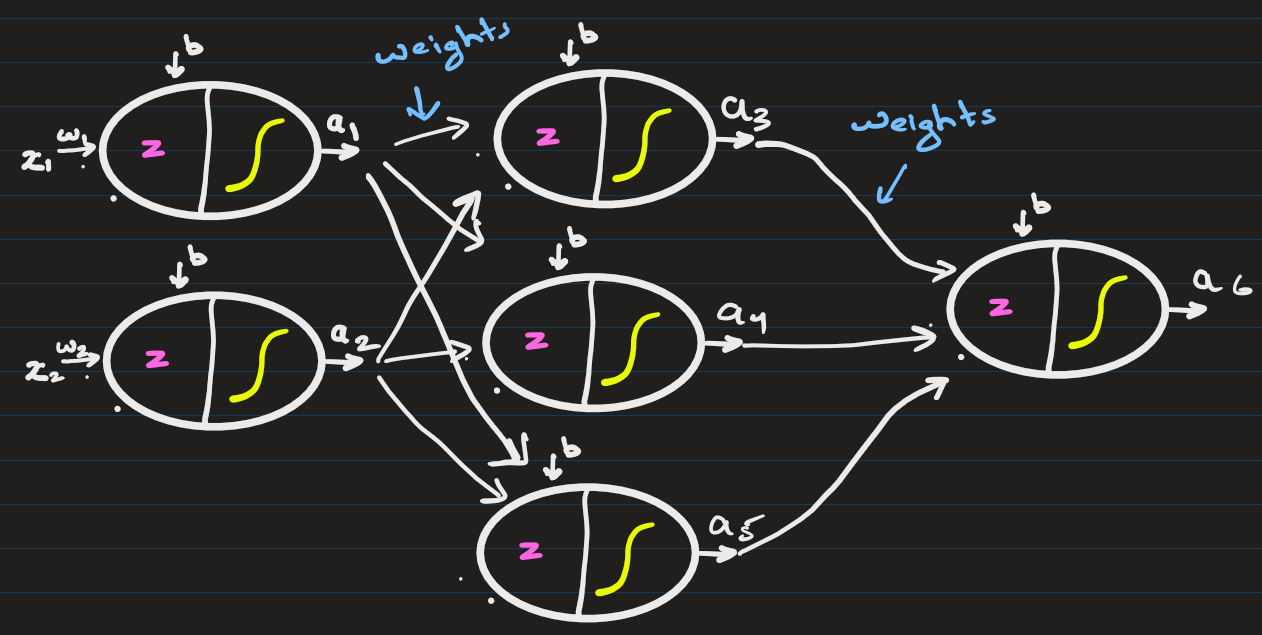 weights
b
b
x₁ w₁ z a₁
z a₃
weights
b
b
b
x₂ w₂ z a₂
z a₄
z a₆
b
z a₅